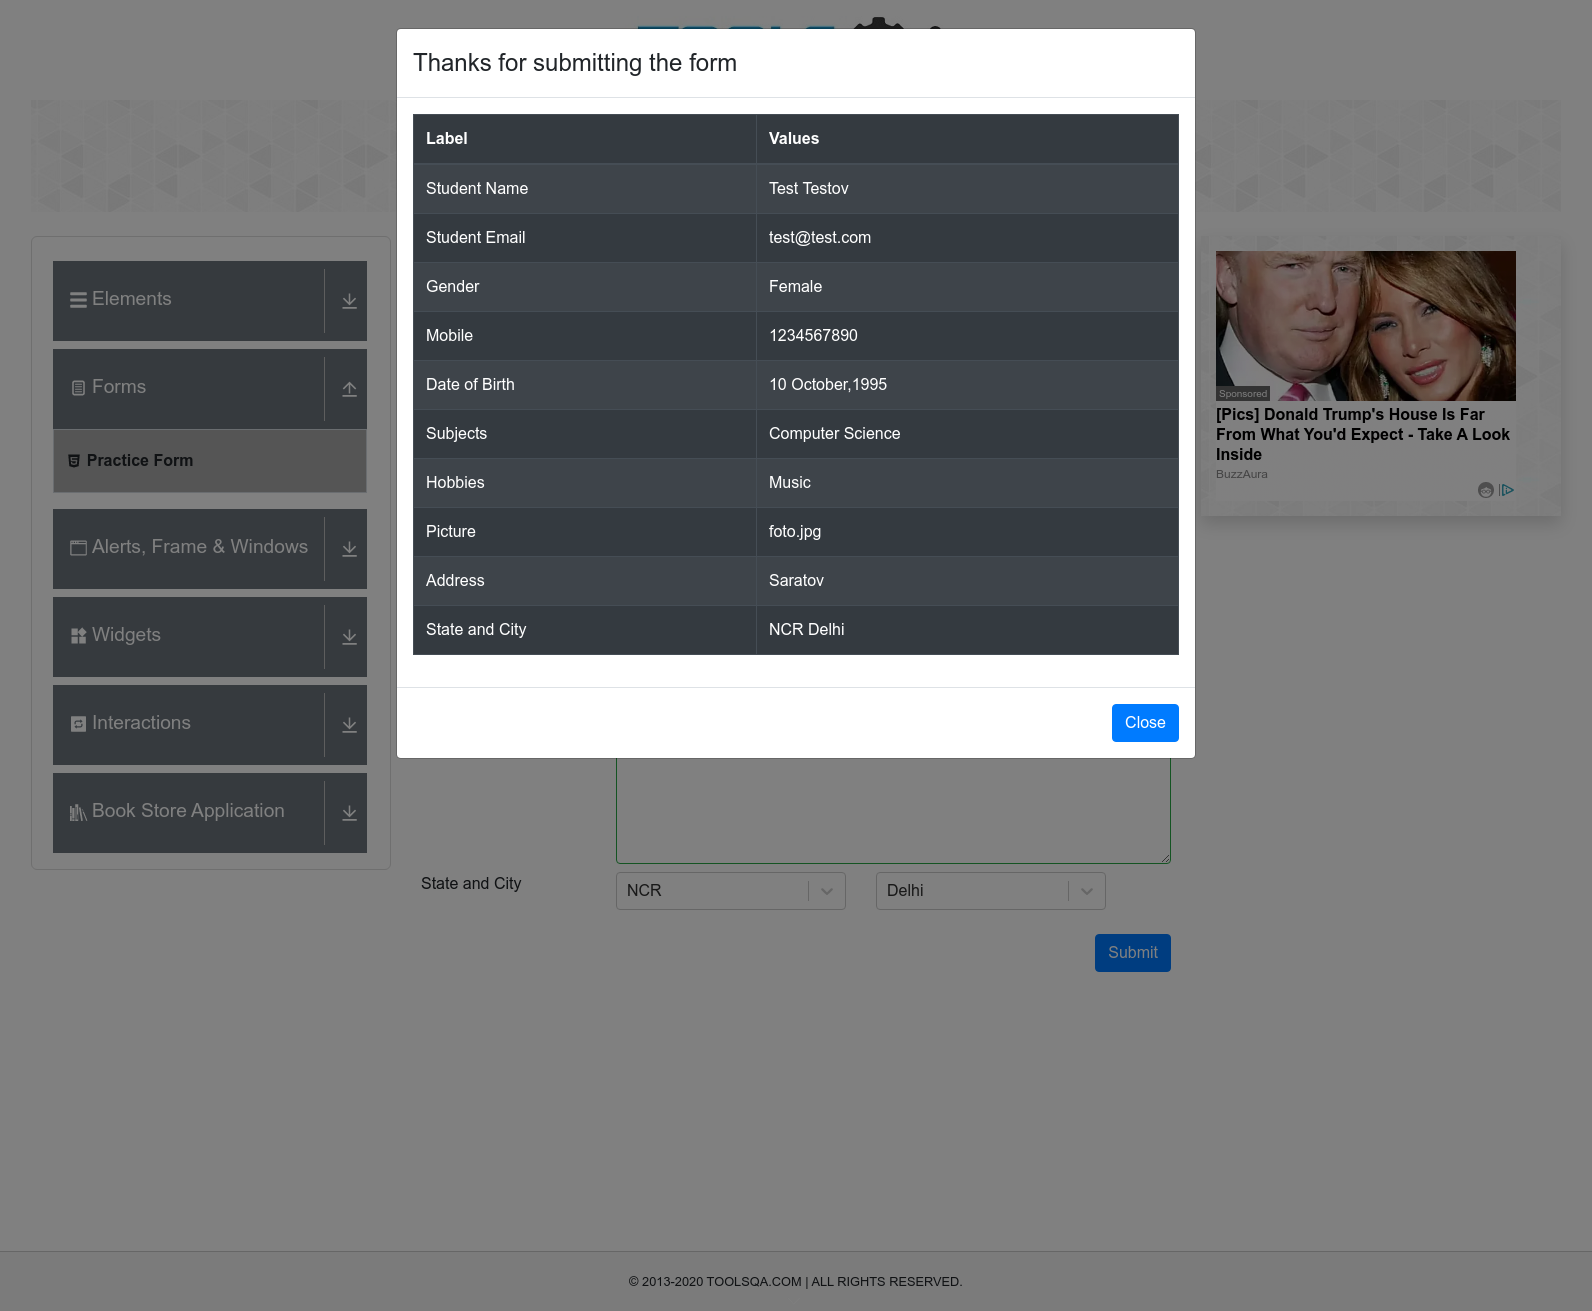 Thanks for submitting the form
Label Values
Student Name Test Testov
Student Email test@test.com
Gender Female
Mobile 1234567890
Date of Birth 10 October,1995
Subjects Computer Science
Hobbies Music
Picture foto.jpg
Address Saratov
State and City NCR Delhi
Close
Elements
Forms
Practice Form
Alerts, Frame & Windows
Widgets
Interactions
Book Store Application
Sponsored
[Pics] Donald Trump's House Is Far
From What You'd Expect - Take A Look
Inside
BuzzAura
State and City NCR Delhi
Submit
© 2013-2020 TOOLSQA.COM | ALL RIGHTS RESERVED.